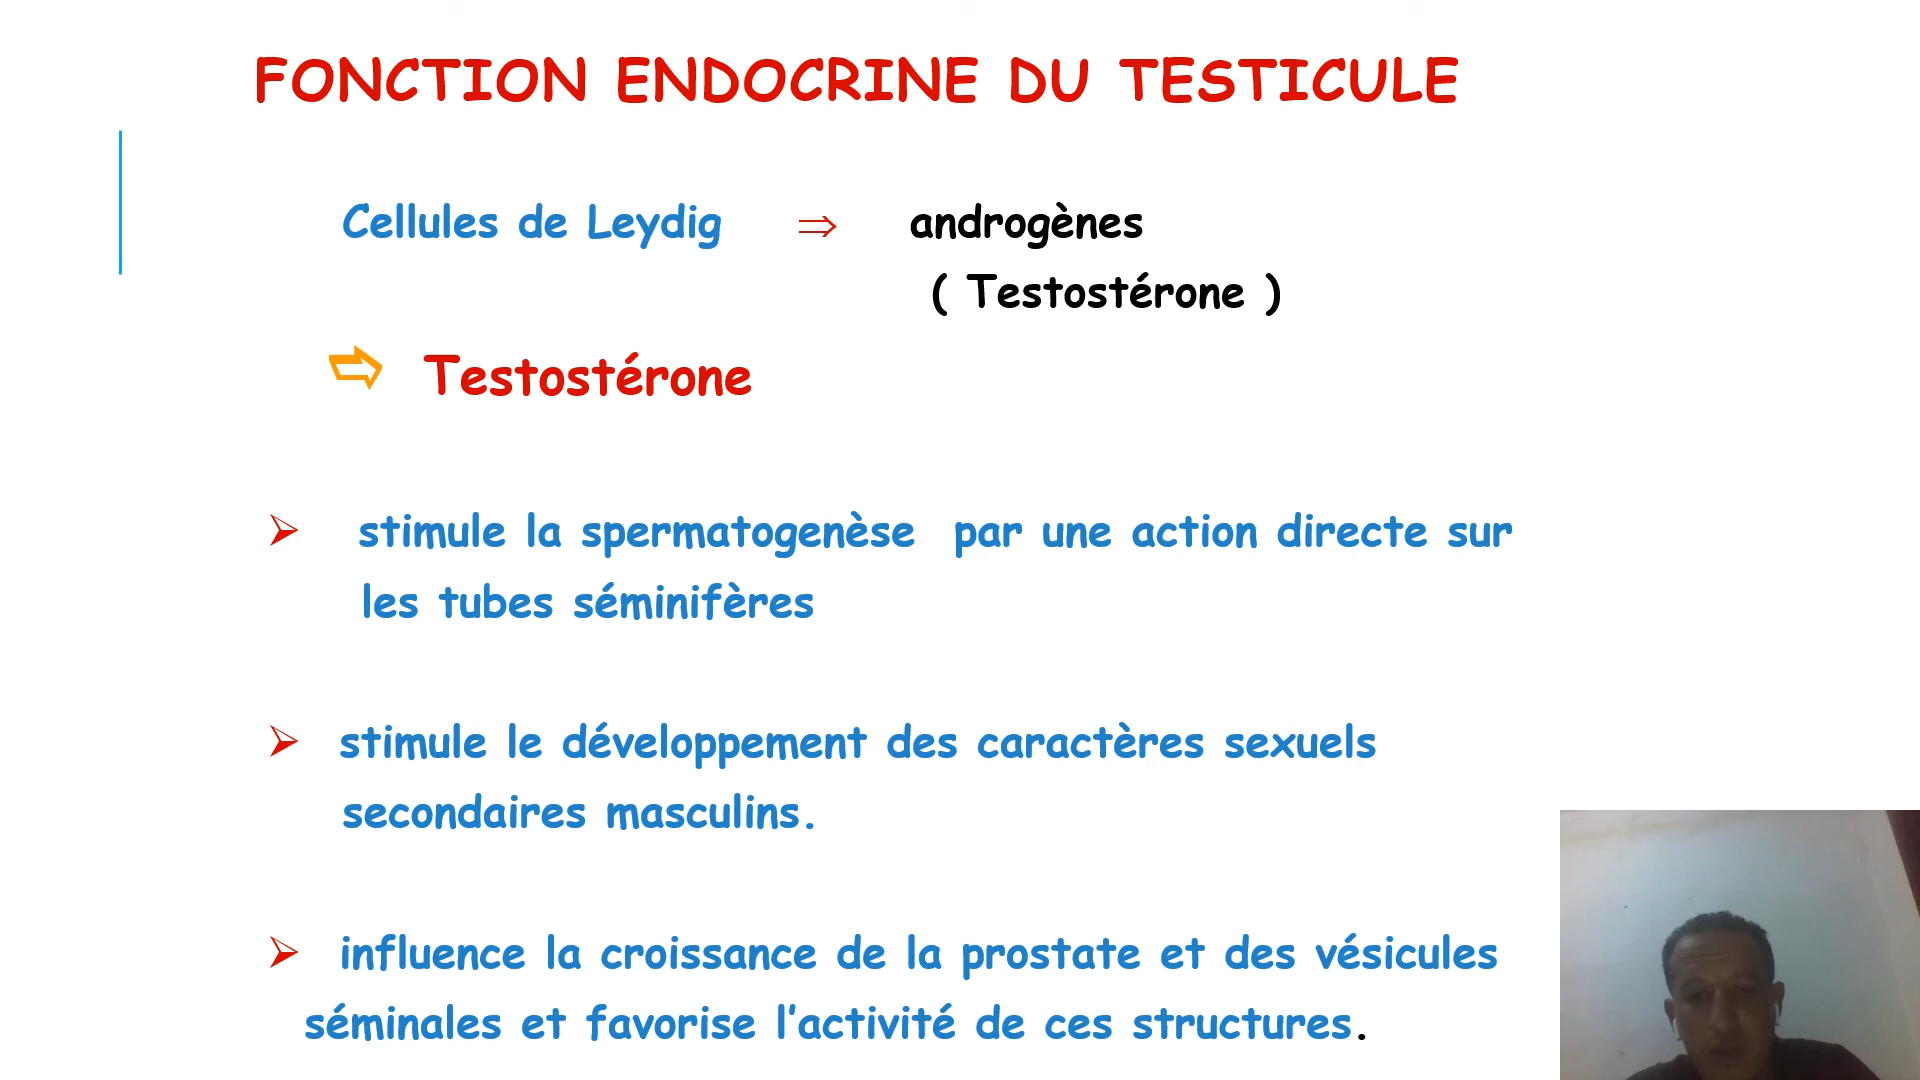 FONCTION ENDOCRINE DU TESTICULE
Cellules de Leydig ⇒ androgènes
( Testostérone )
➪ Testostérone
➢ stimule la spermatogenèse par une action directe sur
les tubes séminifères
➢ stimule le développement des caractères sexuels
secondaires masculins.
➢ influence la croissance de la prostate et des vésicules
séminales et favorise l’activité de ces structures.